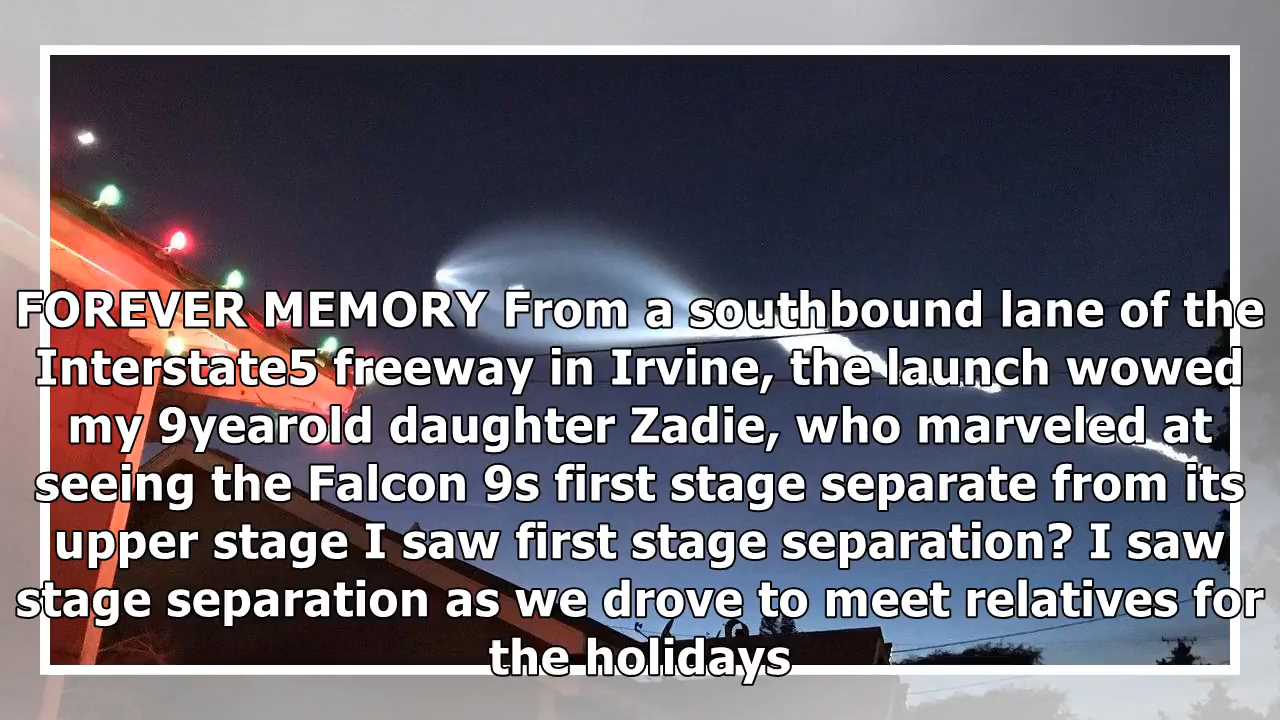 FOREVER MEMORY From a southbound lane of the
Interstate5 freeway in Irvine, the launch wowed
my 9yearold daughter Zadie, who marveled at
seeing the Falcon 9s first stage separate from its
upper stage I saw first stage separation? I saw
stage separation as we drove to meet relatives for
the holidays